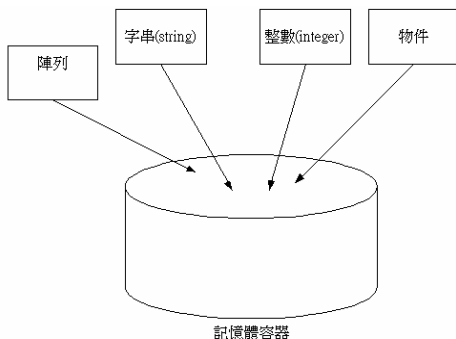 陣列
字串(string)
整數(integer)
物件
記憶體容器